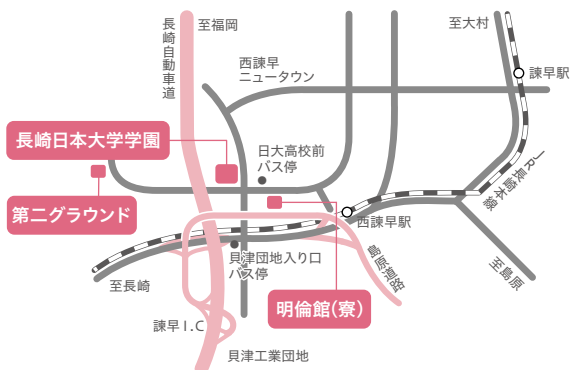 至福岡
長崎自動車道
至大村
西諫早
ニュータウン
諫早駅
長崎日本大学学園
日大高校前
バス停
JR長崎本線
第二グラウンド
西諫早駅
貝津団地入り口
バス停
島原道路
至島原
至長崎
明倫館(寮)
諫早I.C
貝津工業団地